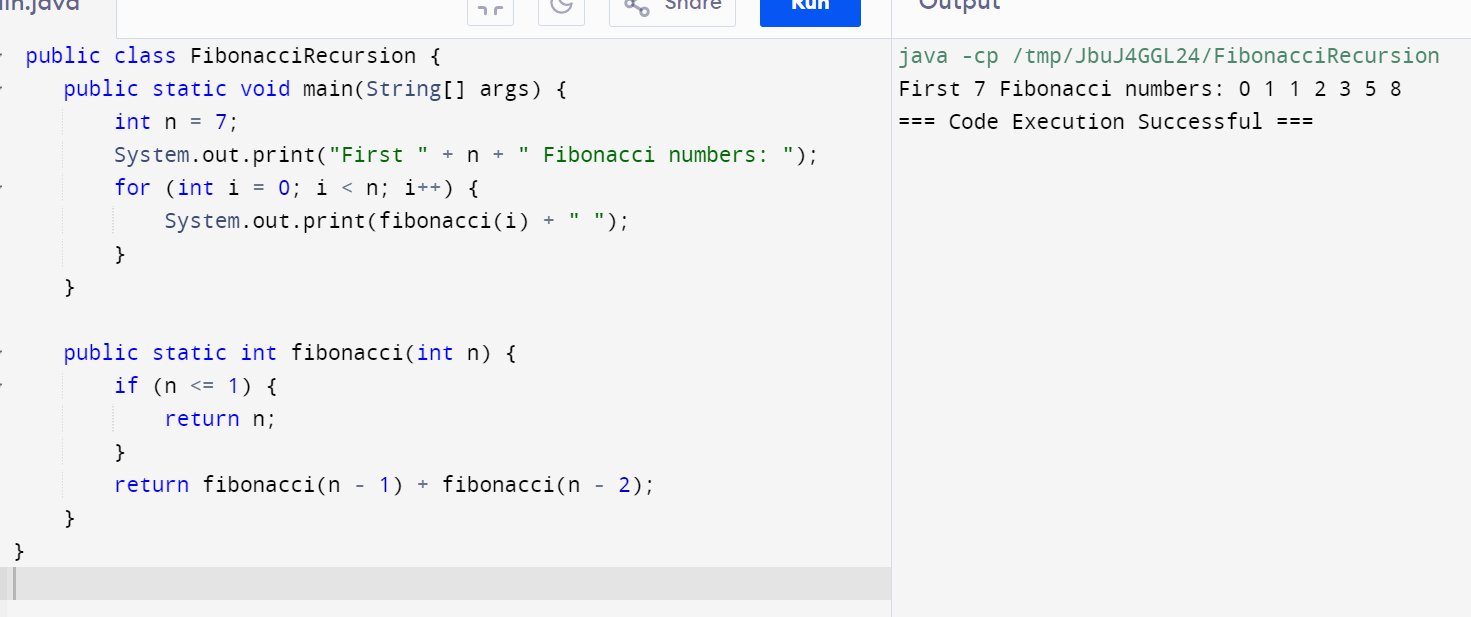 in.java
Share
Run
Output
public class FibonacciRecursion {
public static void main(String[] args) {
int n = 7;
System.out.print("First " + n + " Fibonacci numbers: ");
for (int i = 0; i < n; i++) {
System.out.print(fibonacci(i) + " ");
}
}
public static int fibonacci(int n) {
if (n <= 1) {
return n;
}
return fibonacci(n - 1) + fibonacci(n - 2);
}
}
java -cp /tmp/JbuJ4GGL24/FibonacciRecursion
First 7 Fibonacci numbers: 0 1 1 2 3 5 8
=== Code Execution Successful ===